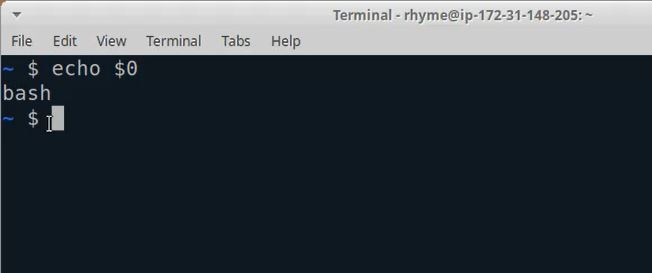 Terminal - rhyme@ip-172-31-148-205: ~
File Edit View Terminal Tabs Help
~ $ echo $0
bash
~ $